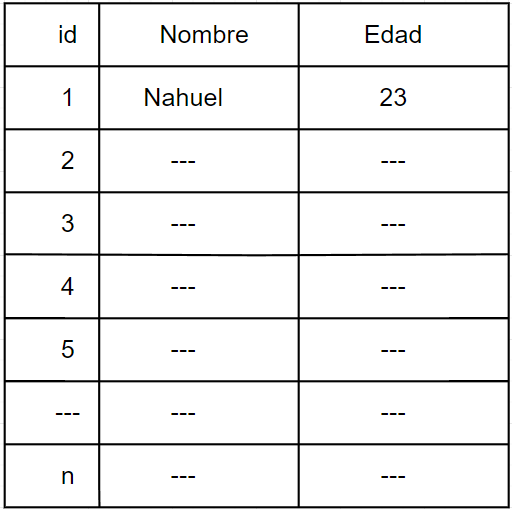 id Nombre Edad
1 Nahuel 23
2 --- ---
3 --- ---
4 --- ---
5 --- ---
--- --- ---
n --- ---